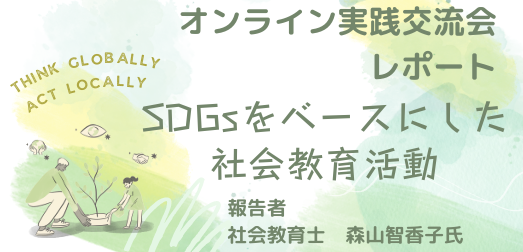 オンライン実践交流会
レポート
THINK GLOBALLY
ACT LOCALLY
SDGsをベースにした
社会教育活動
報告者
社会教育士　森山智香子氏